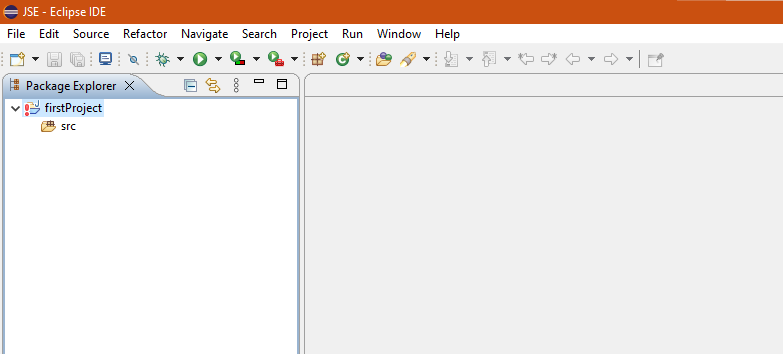 JSE - Eclipse IDE
File Edit Source Refactor Navigate Search Project Run Window Help
Package Explorer
firstProject
src